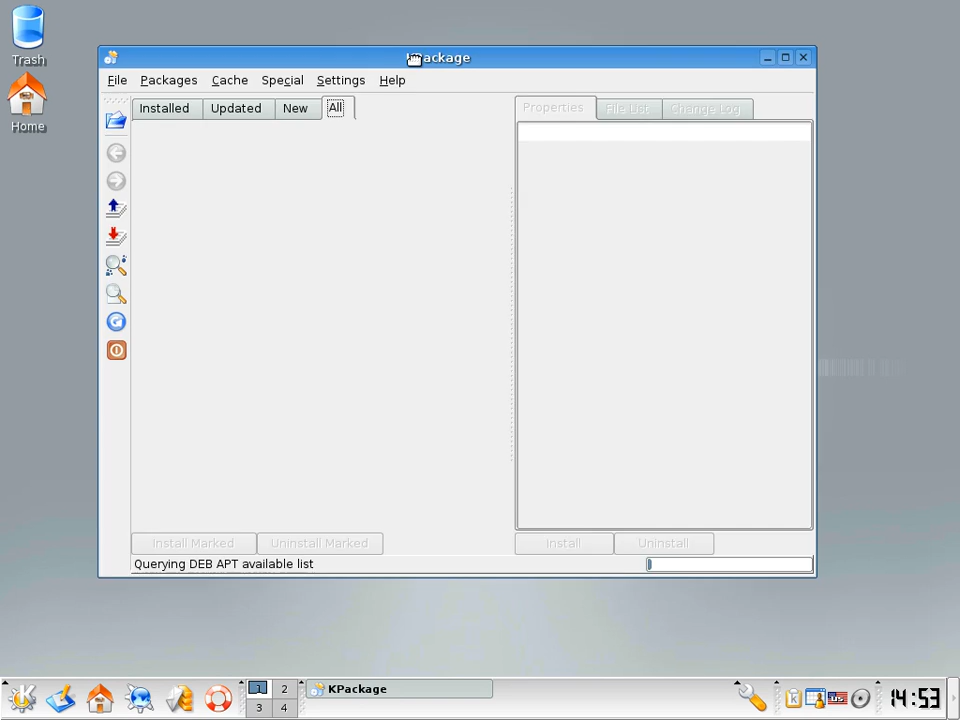 Trash
Home
KPackage
File Packages Cache Special Settings Help
Installed Updated New All
Properties File List Change Log
Install Marked Uninstall Marked Install Uninstall
Querying DEB APT available list
1 2 KPackage
3 4
14:53